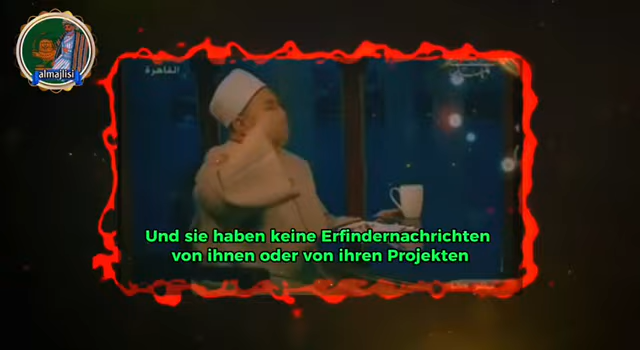 almajlisi
القاهرة
Und sie haben keine Erfindernachrichten
von ihnen oder von ihren Projekten